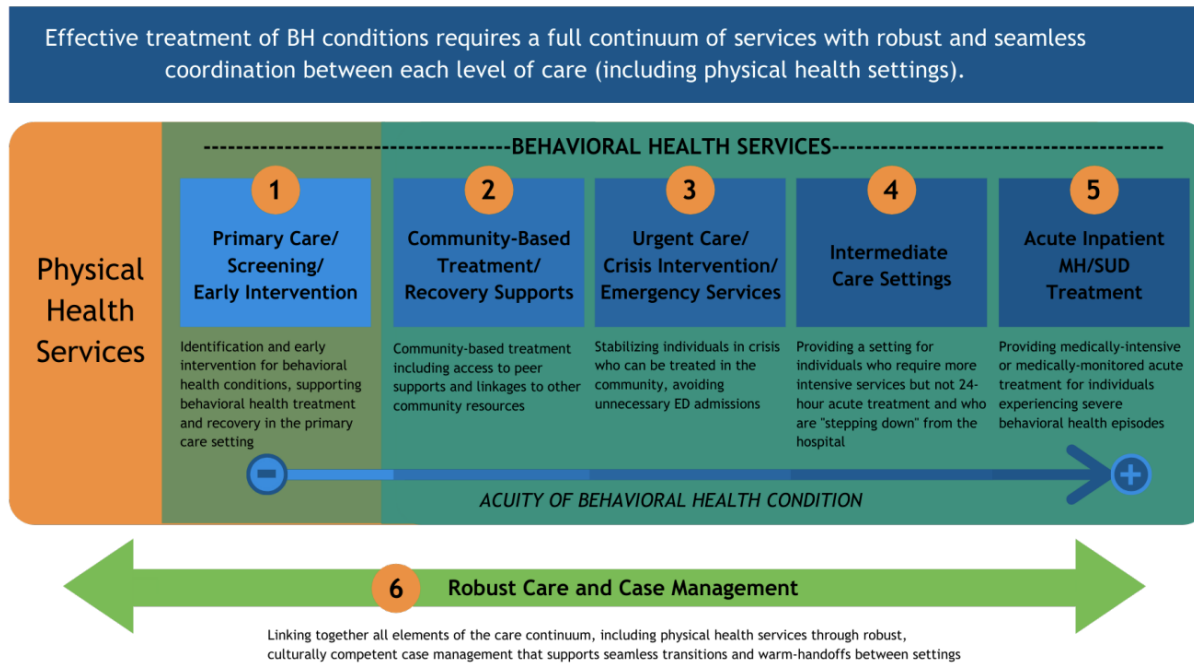 Effective treatment of BH conditions requires a full continuum of services with robust and seamless
coordination between each level of care (including physical health settings).
BEHAVIORAL HEALTH SERVICES
Physical
Health
Services
1
Primary Care/
Screening/
Early Intervention
Identification and early
intervention for behavioral
health conditions, supporting
behavioral health treatment
and recovery in the primary
care setting
2
Community-Based
Treatment/
Recovery Supports
Community-based treatment
including access to peer
supports and linkages to other
community resources
3
Urgent Care/
Crisis Intervention/
Emergency Services
Stabilizing individuals in crisis
who can be treated in the
community, avoiding
unnecessary ED admissions
4
Intermediate
Care Settings
Providing a setting for
individuals who require more
intensive services but not 24-
hour acute treatment and who
are "stepping down" from the
hospital
5
Acute Inpatient
MH/SUD
Treatment
Providing medically-intensive
or medically-monitored acute
treatment for individuals
experiencing severe
behavioral health episodes
ACUITY OF BEHAVIORAL HEALTH CONDITION
6
Robust Care and Case Management
Linking together all elements of the care continuum, including physical health services through robust,
culturally competent case management that supports seamless transitions and warm-handoffs between settings